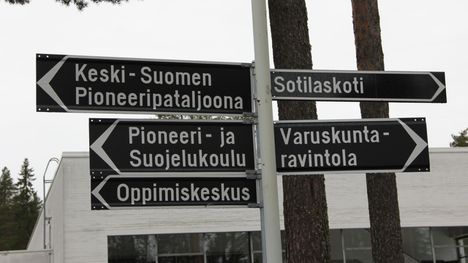 Keski-Suomen
Pioneeripataljoona
Sotilaskoti
Pioneeri- ja
Suojelukoulu
Varuskunta-
ravintola
Oppimiskeskus